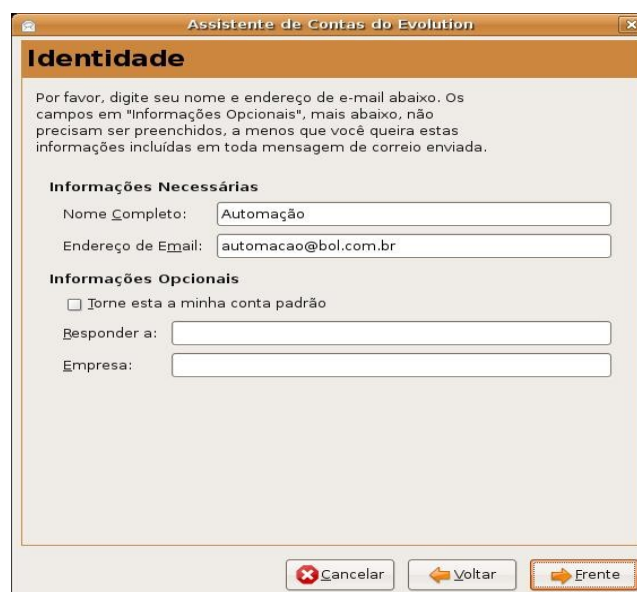 Assistente de Contas do Evolution
Identidade
Por favor, digite seu nome e endereço de e-mail abaixo. Os
campos em "Informações Opcionais", mais abaixo, não
precisam ser preenchidos, a menos que você queira estas
informações incluídas em toda mensagem de correio enviada.
Informações Necessárias
Nome Completo: Automação
Endereço de Email: automacao@bol.com.br
Informações Opcionais
Torne esta a minha conta padrão
Responder a:
Empresa:
Cancelar Voltar Frente